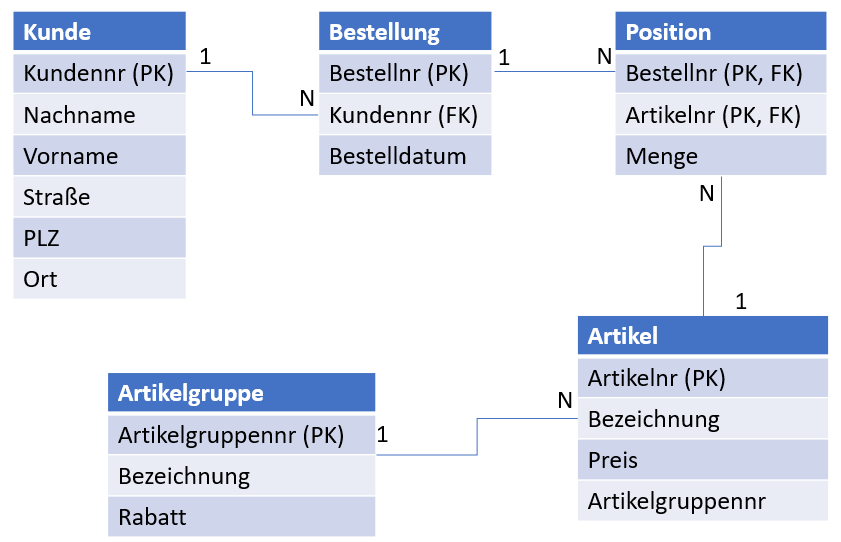 Kunde
Kundennr (PK)
Nachname
Vorname
Straße
PLZ
Ort
1
N
Bestellung
Bestellnr (PK)
Kundennr (FK)
Bestelldatum
1
N
Position
Bestellnr (PK, FK)
Artikelnr (PK, FK)
Menge
N
1
Artikel
Artikelnr (PK)
Bezeichnung
Preis
Artikelgruppennr
N
1
Artikelgruppe
Artikelgruppennr (PK)
Bezeichnung
Rabatt